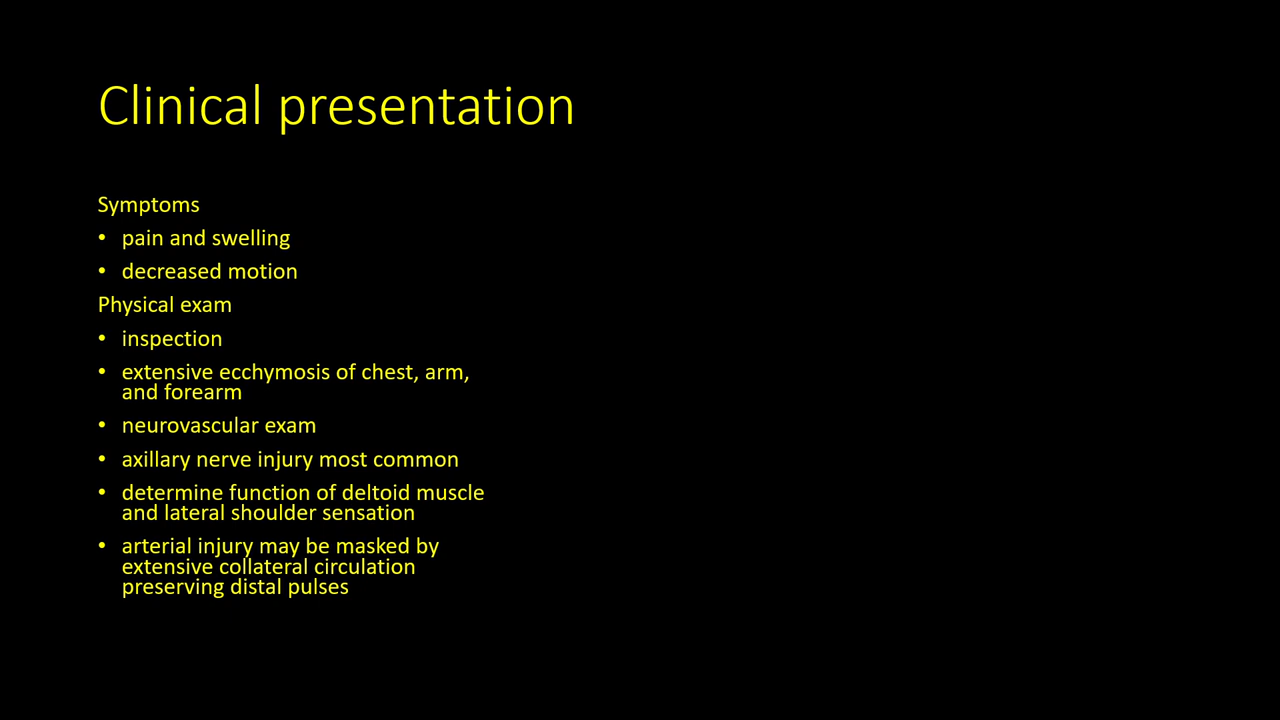 Clinical presentation
Symptoms
• pain and swelling
• decreased motion
Physical exam
• inspection
• extensive ecchymosis of chest, arm,
and forearm
• neurovascular exam
• axillary nerve injury most common
• determine function of deltoid muscle
and lateral shoulder sensation
• arterial injury may be masked by
extensive collateral circulation
preserving distal pulses